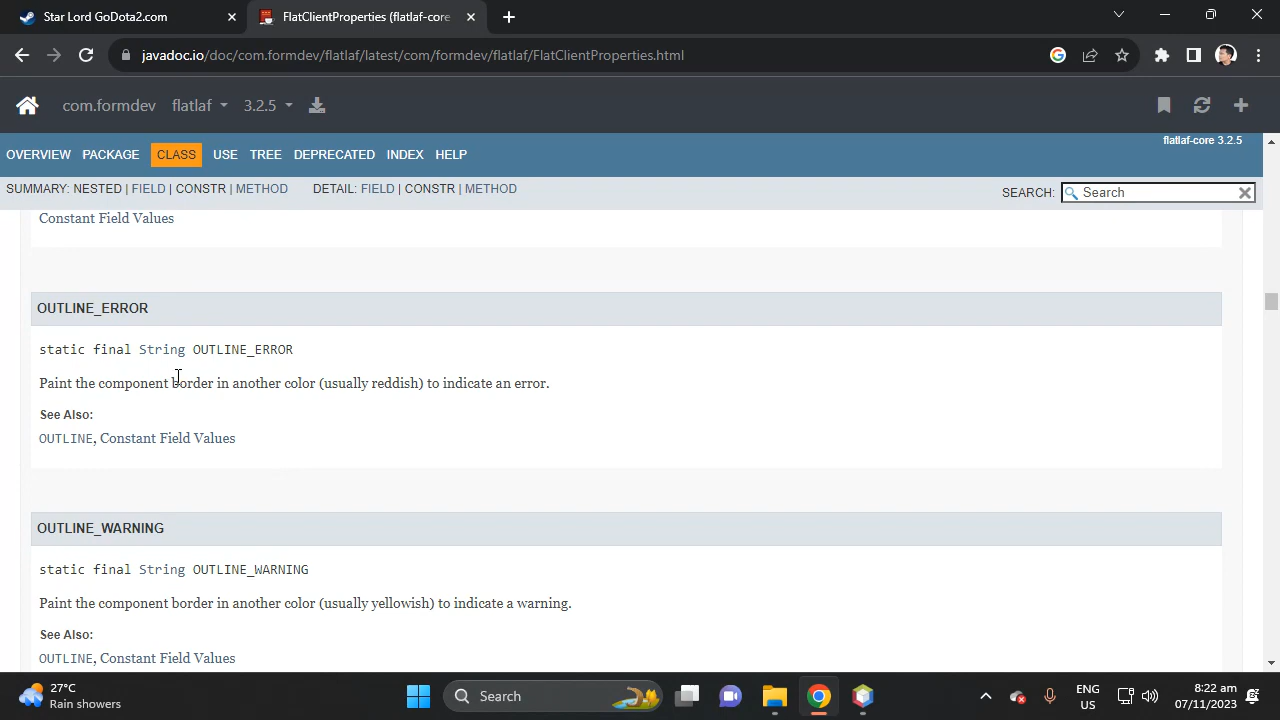 Star Lord GoDota2.com
FlatClientProperties (flatlaf-core
javadoc.io/doc/com.formdev/flatlaf/latest/com/formdev/flatlaf/FlatClientProperties.html
com.formdev flatlaf 3.2.5
flatlaf-core 3.2.5
OVERVIEW PACKAGE CLASS USE TREE DEPRECATED INDEX HELP
SUMMARY: NESTED | FIELD | CONSTR | METHOD DETAIL: FIELD | CONSTR | METHOD
SEARCH: Search
Constant Field Values
OUTLINE_ERROR
static final String OUTLINE_ERROR
Paint the component border in another color (usually reddish) to indicate an error.
See Also:
OUTLINE, Constant Field Values
OUTLINE_WARNING
static final String OUTLINE_WARNING
Paint the component border in another color (usually yellowish) to indicate a warning.
See Also:
OUTLINE, Constant Field Values
27°C
Rain showers
Search
ENG
US
8:22 am
07/11/2023